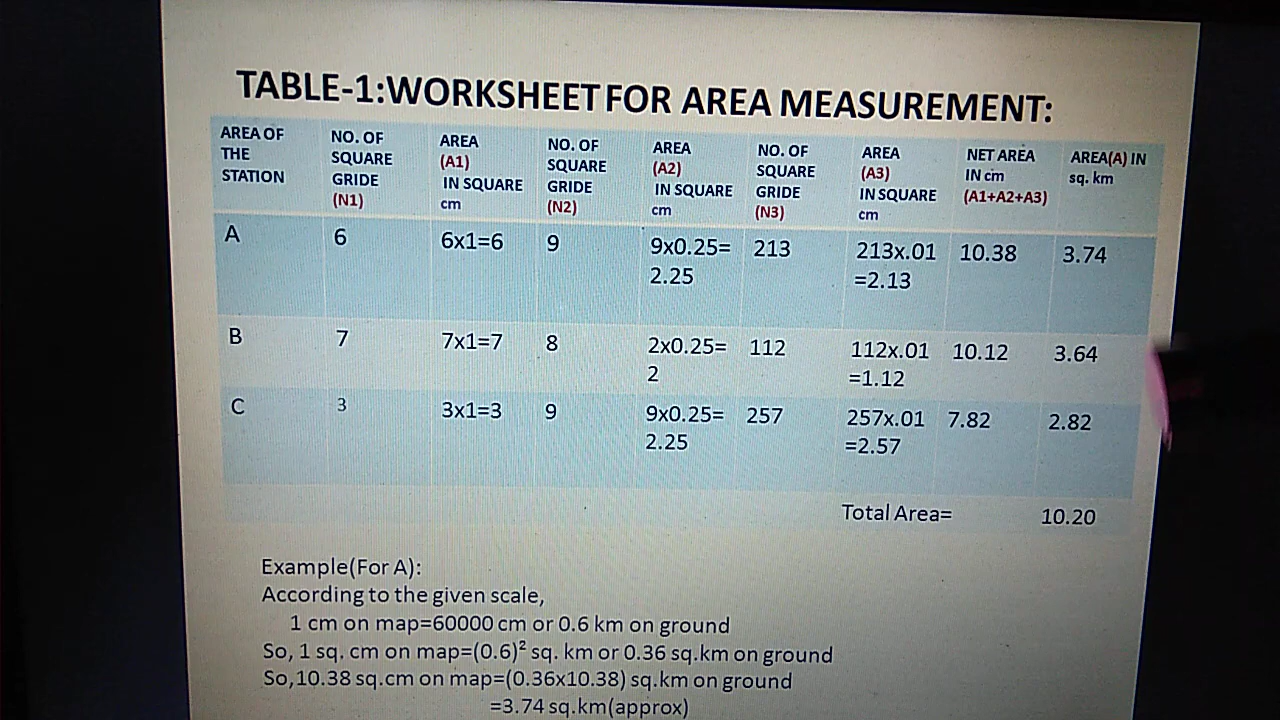 TABLE-1:WORKSHEET FOR AREA MEASUREMENT:
AREA OF THE STATION
NO. OF SQUARE GRIDE (N1)
AREA (A1) IN SQUARE cm
NO. OF SQUARE GRIDE (N2)
AREA (A2) IN SQUARE cm
NO. OF SQUARE GRIDE (N3)
AREA (A3) IN SQUARE cm
NET AREA IN cm (A1+A2+A3)
AREA(A) IN sq. km
A 6 6x1=6 9 9x0.25= 2.25 213 213x.01 =2.13 10.38 3.74
B 7 7x1=7 8 2x0.25= 2 112 112x.01 =1.12 10.12 3.64
C 3 3x1=3 9 9x0.25= 2.25 257 257x.01 =2.57 7.82 2.82
Total Area= 10.20
Example(For A):
According to the given scale,
1 cm on map=60000 cm or 0.6 km on ground
So, 1 sq. cm on map=(0.6)² sq. km or 0.36 sq.km on ground
So,10.38 sq.cm on map=(0.36x10.38) sq.km on ground
=3.74 sq.km(approx)